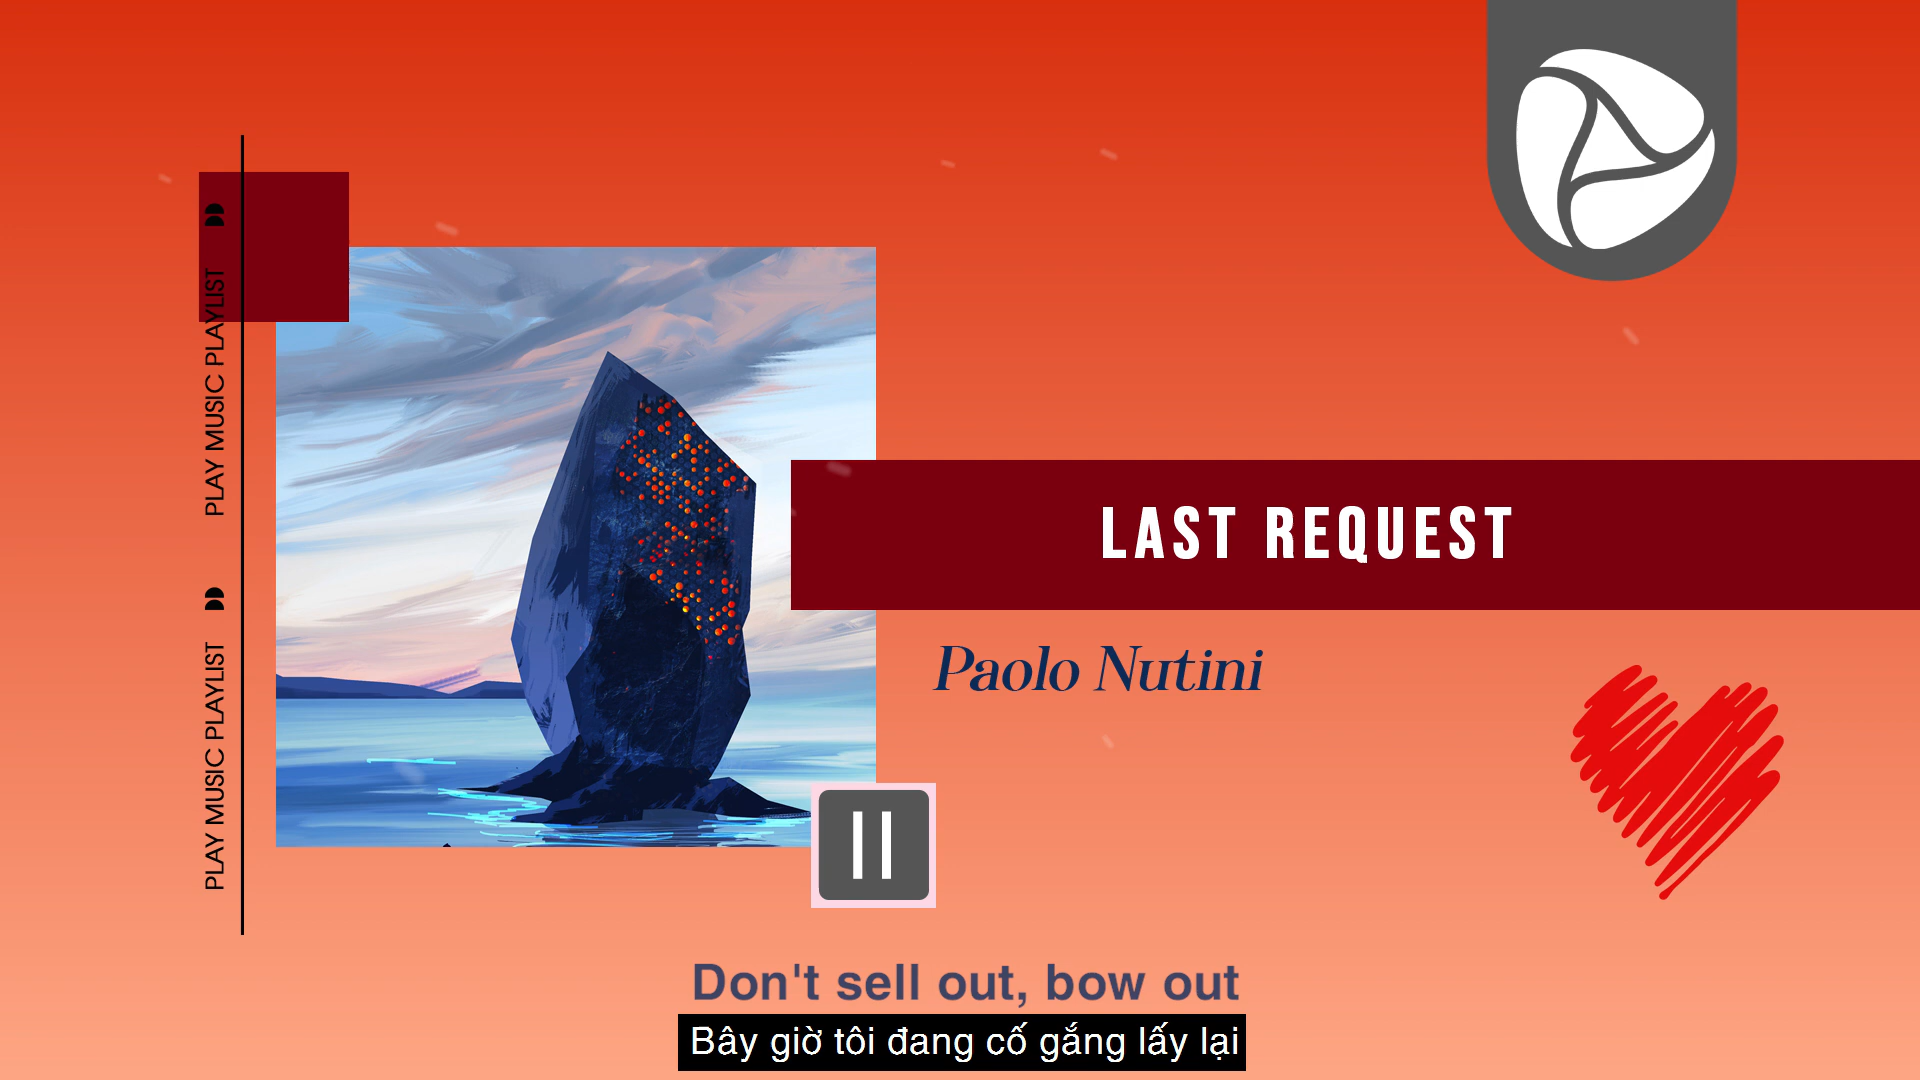 PLAY MUSIC PLAYLIST
PLAY MUSIC PLAYLIST
LAST REQUEST
Paolo Nutini
Don't sell out, bow out
Bây giờ tôi đang cố gắng lấy lại